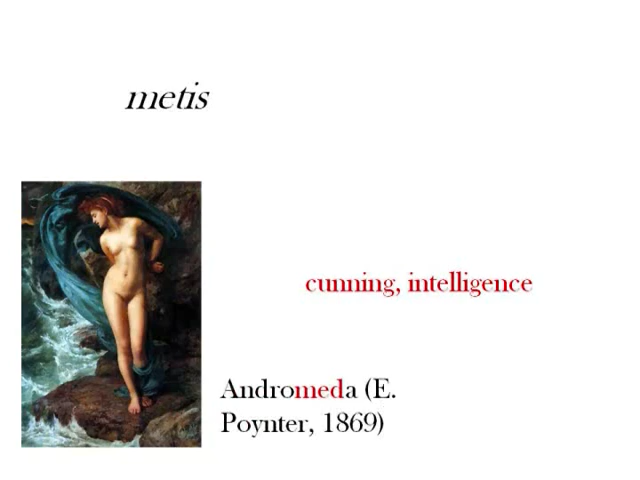 metis
cunning, intelligence
Andromeda (E.
Poynter, 1869)